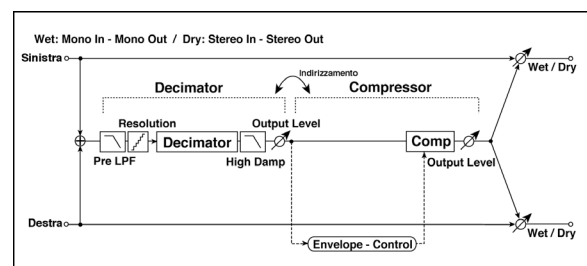 Wet: Mono In - Mono Out / Dry: Stereo In - Stereo Out
Sinistra
Wet / Dry
Indirizzamento
Decimator
Compressor
Resolution
Output Level
Decimator
Comp
Pre LPF
High Damp
Output Level
Destra
Envelope - Control
Wet / Dry